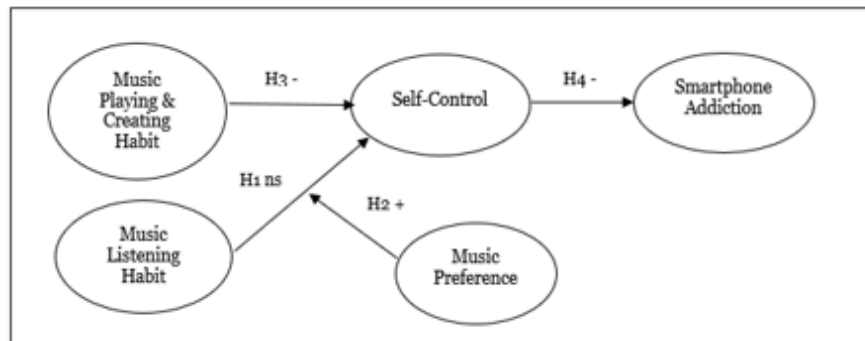 Music
Playing &
Creating
Habit
H3 -
Self-Control
H4 -
Smartphone
Addiction
H1 ns
H2 +
Music
Listening
Habit
Music
Preference